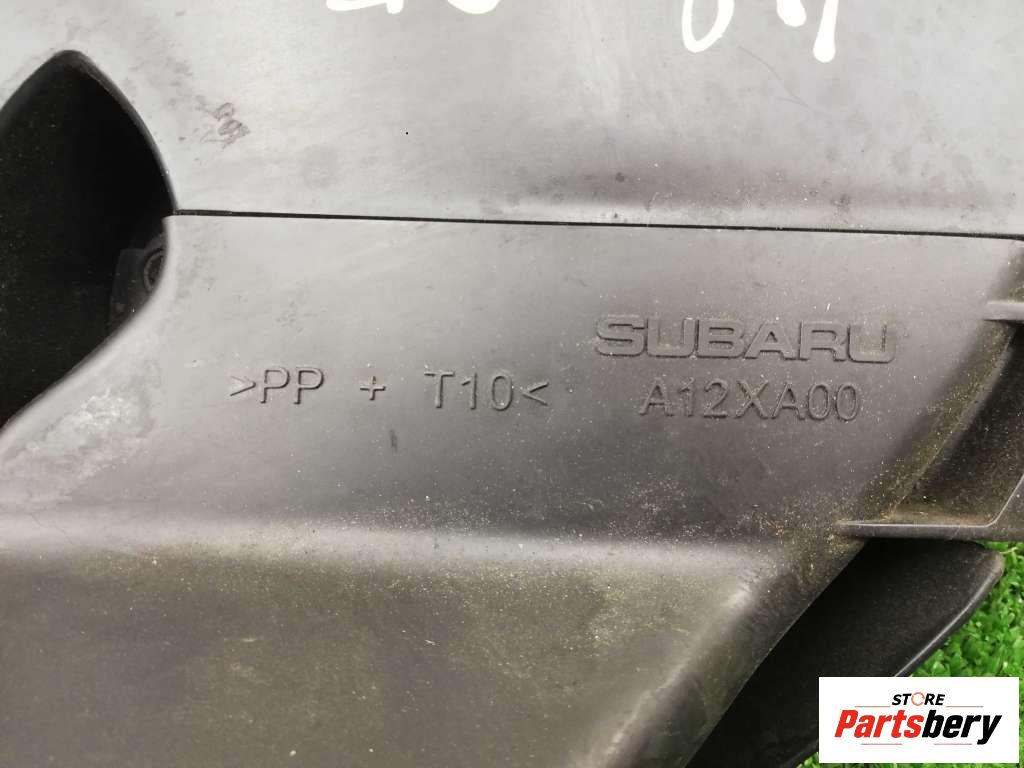 SUBARU
>PP + T10< A12XA00
STORE
Partsbery